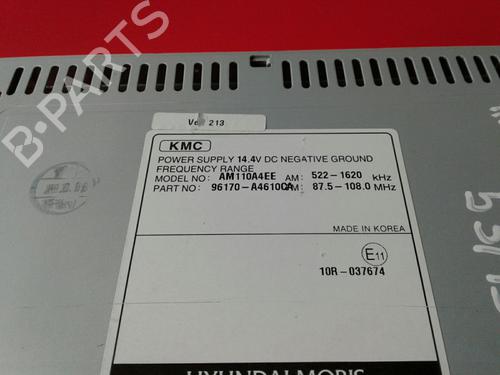 B-PARTS
Ver 213
KMC
POWER SUPPLY 14.4V DC NEGATIVE GROUND
FREQUENCY RANGE
MODEL NO: AM110A4EE AM: 522-1620 kHz
PART NO: 96170-A4610CA FM: 87.5-108.0 MHz
MADE IN KOREA
E11
10R-037674
HYUNDAI MOBIS